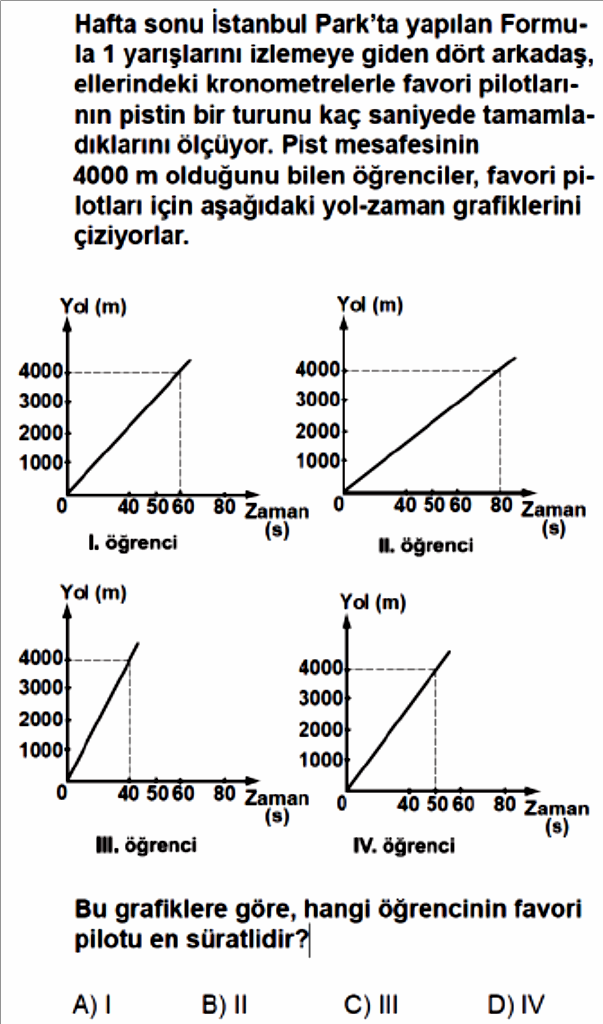 Hafta sonu İstanbul Park’ta yapılan Formu-
la 1 yarışlarını izlemeye giden dört arkadaş,
ellerindeki kronometrelerle favori pilotları-
nın pistin bir turunu kaç saniyede tamamla-
dıklarını ölçüyor. Pist mesafesinin
4000 m olduğunu bilen öğrenciler, favori pi-
lotları için aşağıdaki yol-zaman grafiklerini
çiziyorlar.
Yol (m)
4000
3000
2000
1000
0 40 50 60 80 Zaman
(s)
I. öğrenci
Yol (m)
4000
3000
2000
1000
0 40 50 60 80 Zaman
(s)
II. öğrenci
Yol (m)
4000
3000
2000
1000
0 40 50 60 80 Zaman
(s)
III. öğrenci
Yol (m)
4000
3000
2000
1000
0 40 50 60 80 Zaman
(s)
IV. öğrenci
Bu grafiklere göre, hangi öğrencinin favori
pilotu en süratlidir?
A) I B) II C) III D) IV